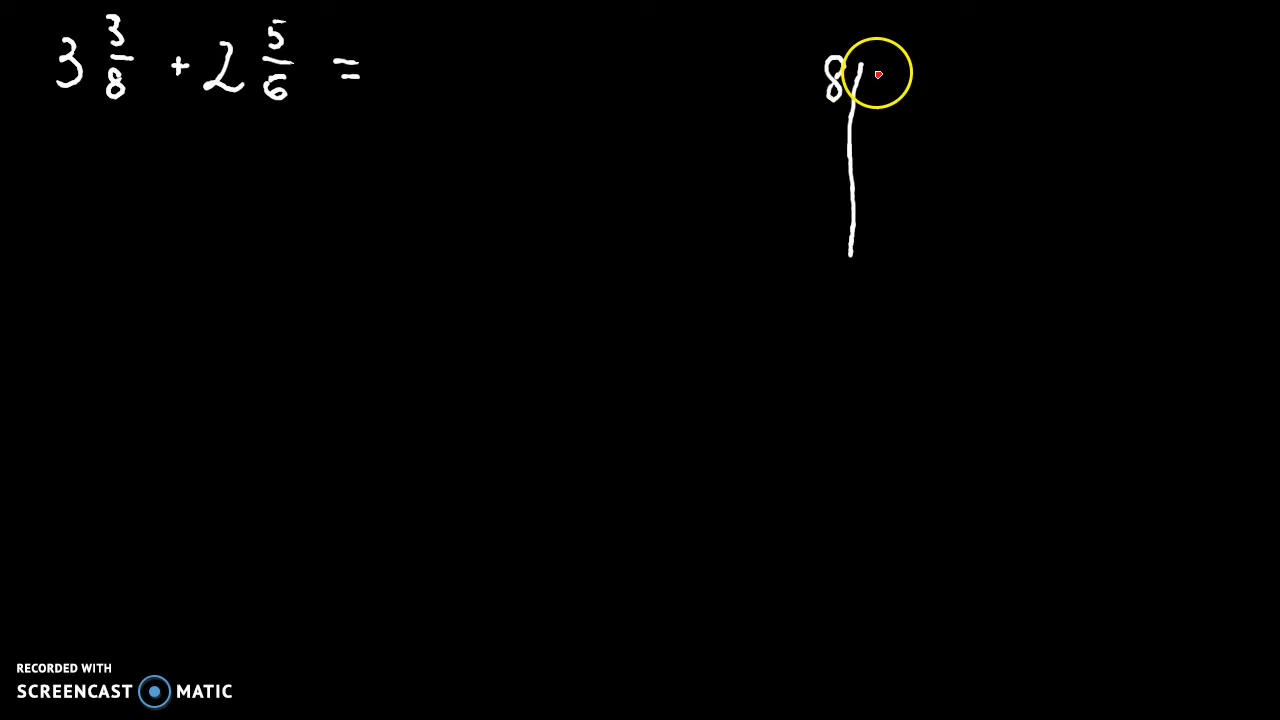 3 3/8 + 2 5/6 =
8
RECORDED WITH
SCREENCAST MATIC